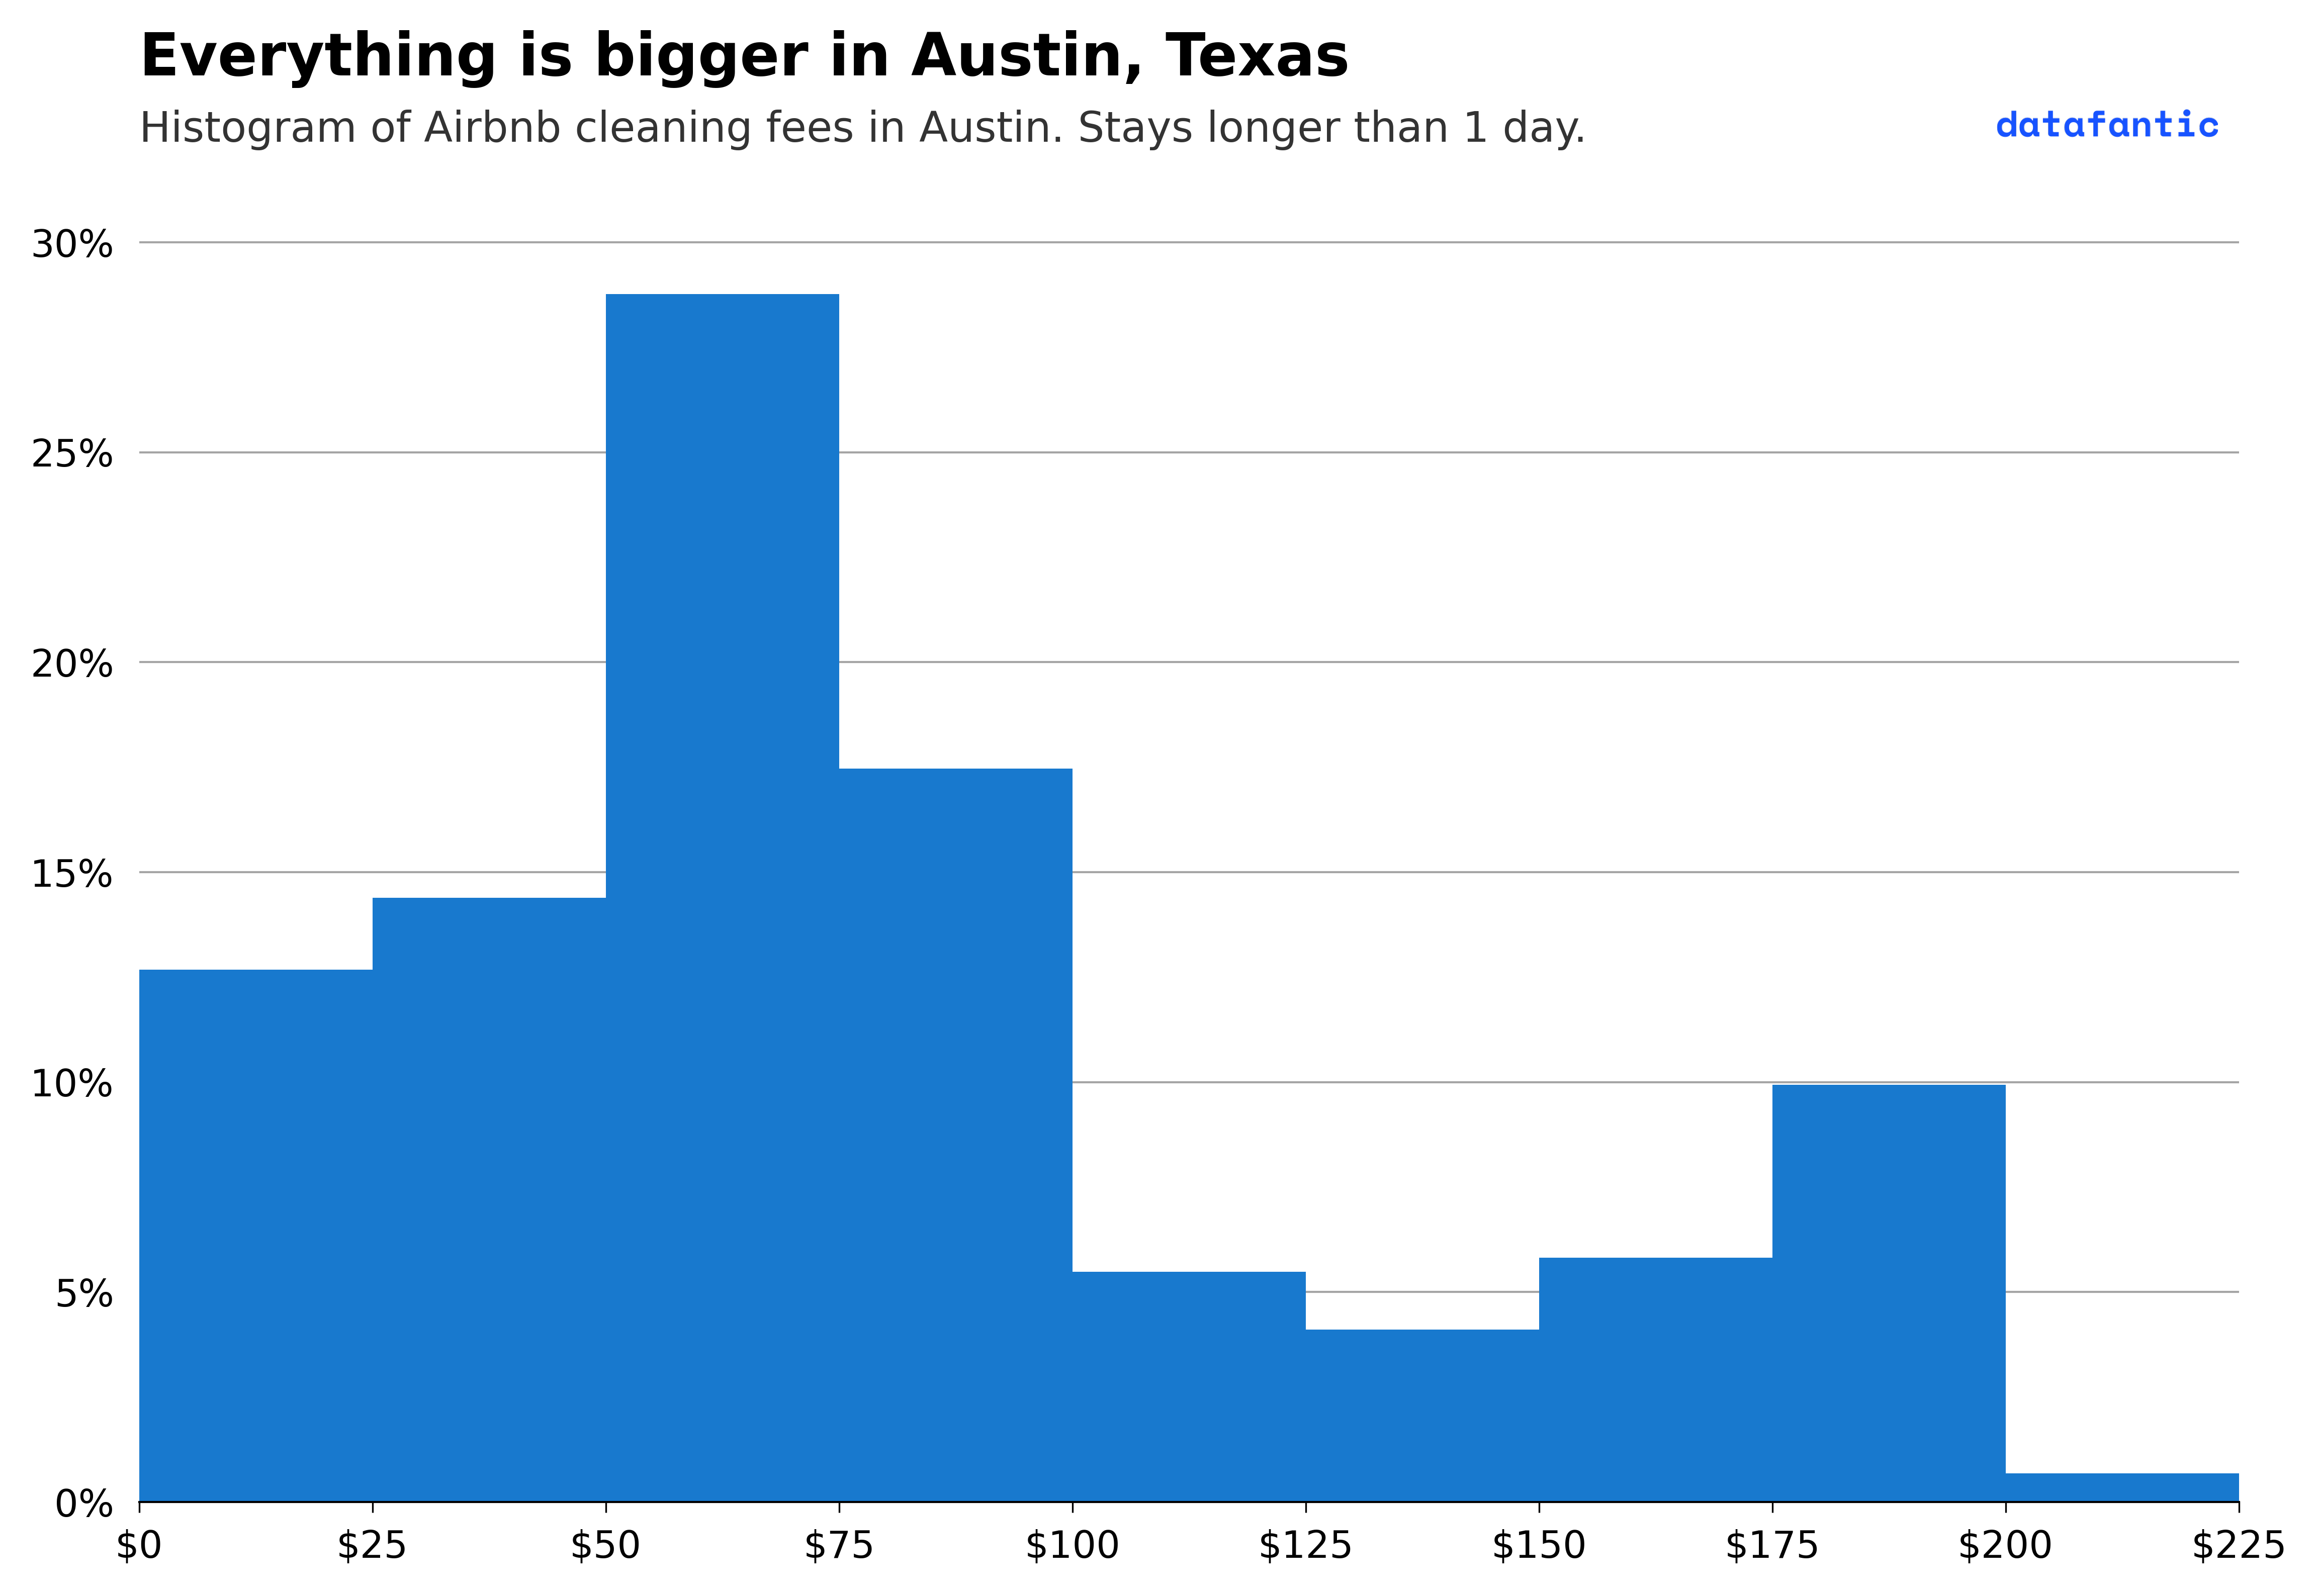 Everything is bigger in Austin, Texas
Histogram of Airbnb cleaning fees in Austin. Stays longer than 1 day.
datafantic
30%
25%
20%
15%
10%
5%
0%
$0 $25 $50 $75 $100 $125 $150 $175 $200 $225